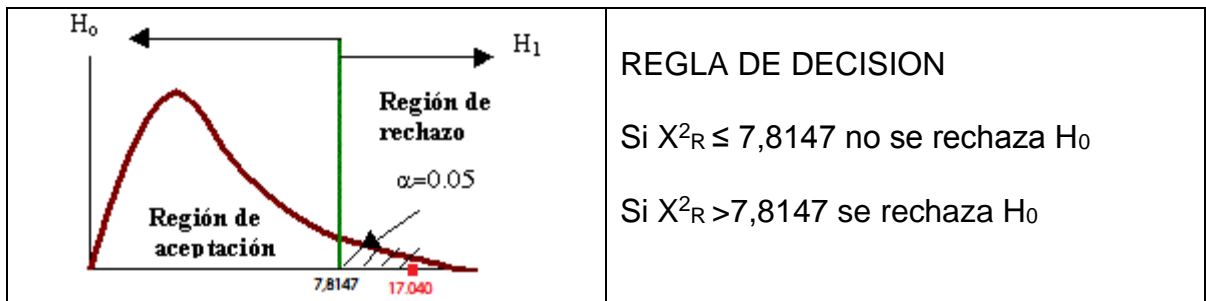 H₀
H₁
Región de
rechazo
α=0.05
Región de
aceptación
7,8147
17.040
REGLA DE DECISION
Si X²R ≤ 7,8147 no se rechaza H0
Si X²R >7,8147 se rechaza H0